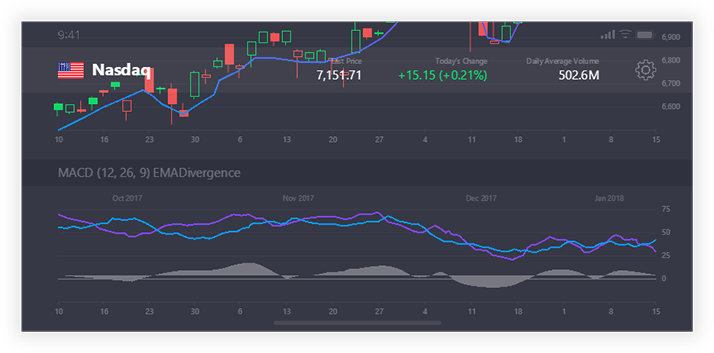 9:41
6,900
Nasdaq
Last Price
7,151.71
Today's Change
+15.15 (+0.21%)
Daily Average Volume
502.6M
6,800
6,700
6,600
10 16 23 30 6 13 20 27 4 11 18 1 8 15
MACD (12, 26, 9) EMADivergence
Oct 2017 Nov 2017 Dec 2017 Jan 2018
75
50
25
0
10 16 23 30 6 13 20 27 4 11 18 1 8 15